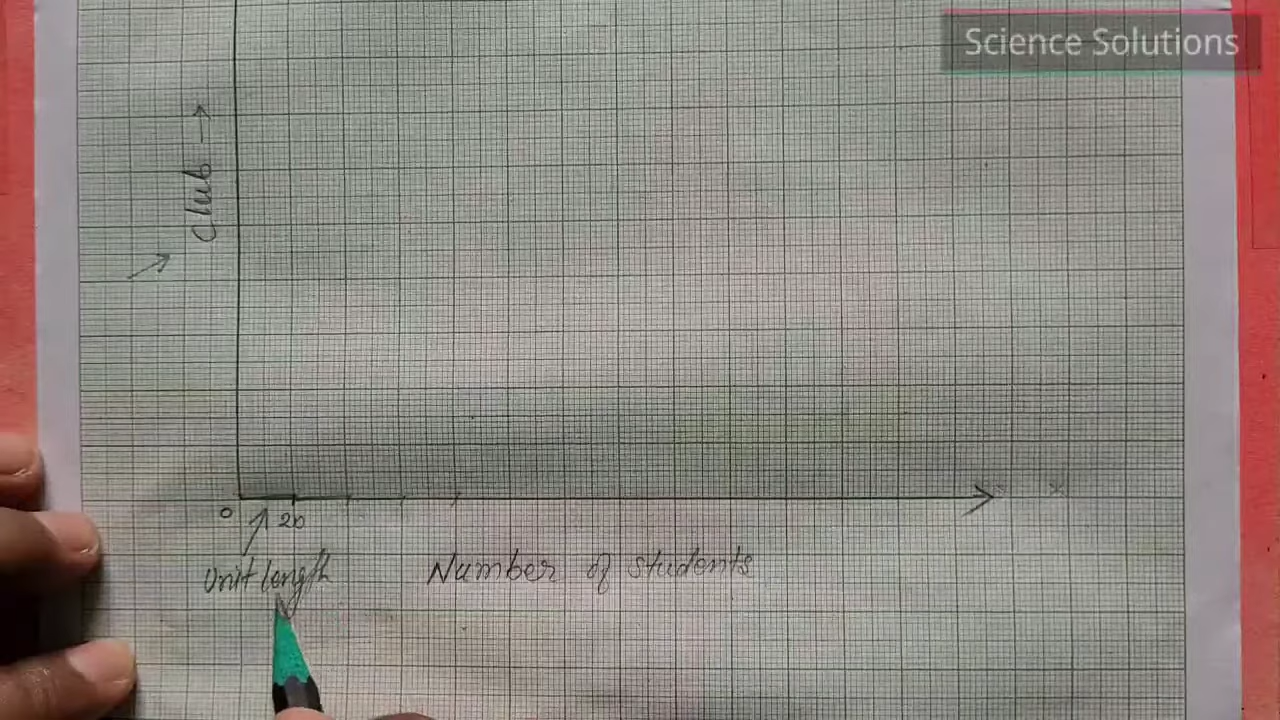 Science Solutions
Club →
0
20
Unit length
Number of students
X